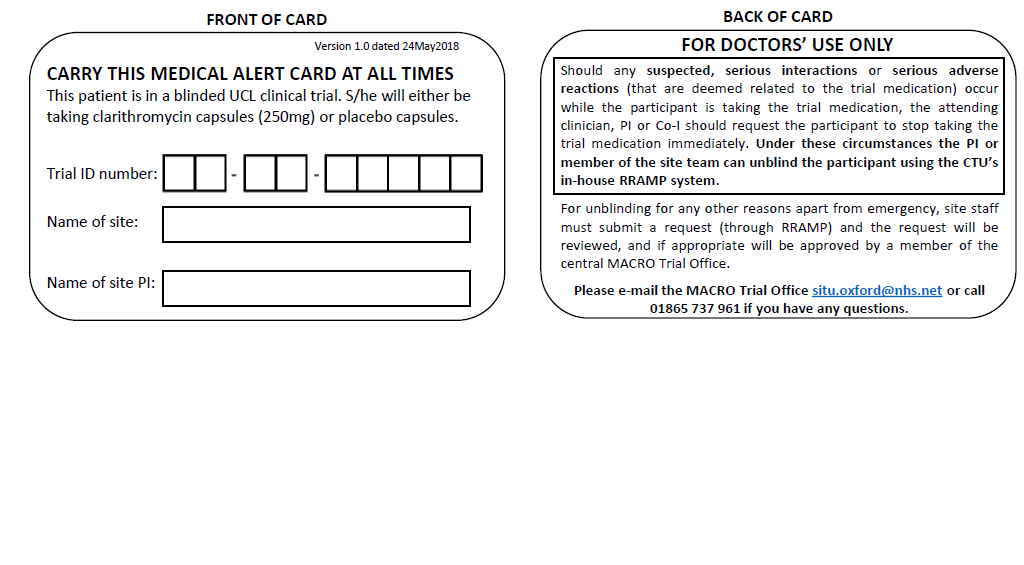 FRONT OF CARD
Version 1.0 dated 24May2018
CARRY THIS MEDICAL ALERT CARD AT ALL TIMES
This patient is in a blinded UCL clinical trial. S/he will either be
taking clarithromycin capsules (250mg) or placebo capsules.
Trial ID number: - -
Name of site:
Name of site PI:
BACK OF CARD
FOR DOCTORS’ USE ONLY
Should any suspected, serious interactions or serious adverse
reactions (that are deemed related to the trial medication) occur
while the participant is taking the trial medication, the attending
clinician, PI or Co-I should request the participant to stop taking the
trial medication immediately. Under these circumstances the PI or
member of the site team can unblind the participant using the CTU’s
in-house RRAMP system.
For unblinding for any other reasons apart from emergency, site staff
must submit a request (through RRAMP) and the request will be
reviewed, and if appropriate will be approved by a member of the
central MACRO Trial Office.
Please e-mail the MACRO Trial Office situ.oxford@nhs.net or call
01865 737 961 if you have any questions.